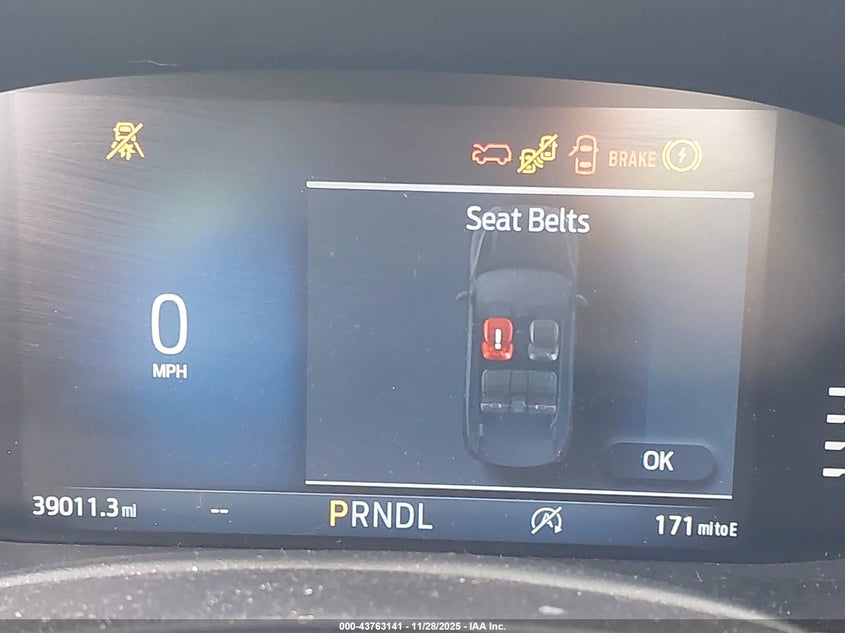 BRAKE
Seat Belts
0
MPH
OK
39011.3 mi -- PRNDL 171 mi to E
000-43763141 - 11/28/2025 - IAA Inc.